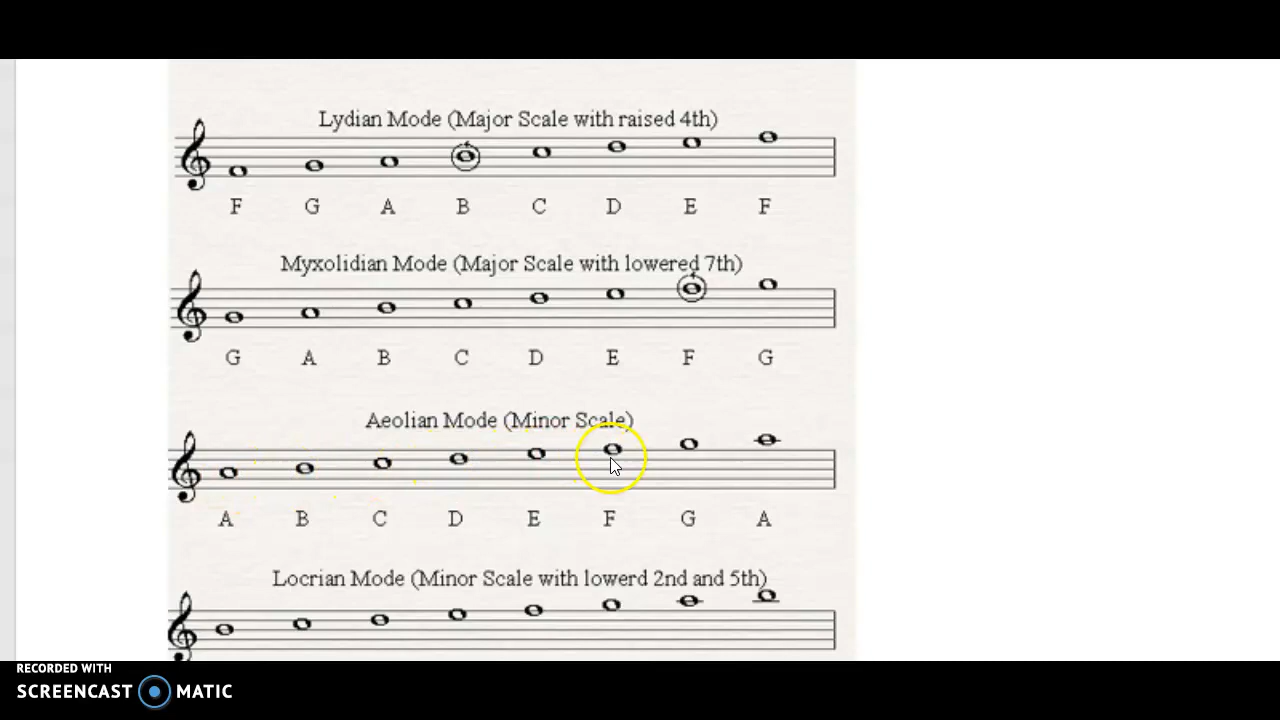 Lydian Mode (Major Scale with raised 4th)
F G A B C D E F
Myxolidian Mode (Major Scale with lowered 7th)
G A B C D E F G
Aeolian Mode (Minor Scale)
A B C D E F G A
Locrian Mode (Minor Scale with lowerd 2nd and 5th)
RECORDED WITH
SCREENCAST MATIC